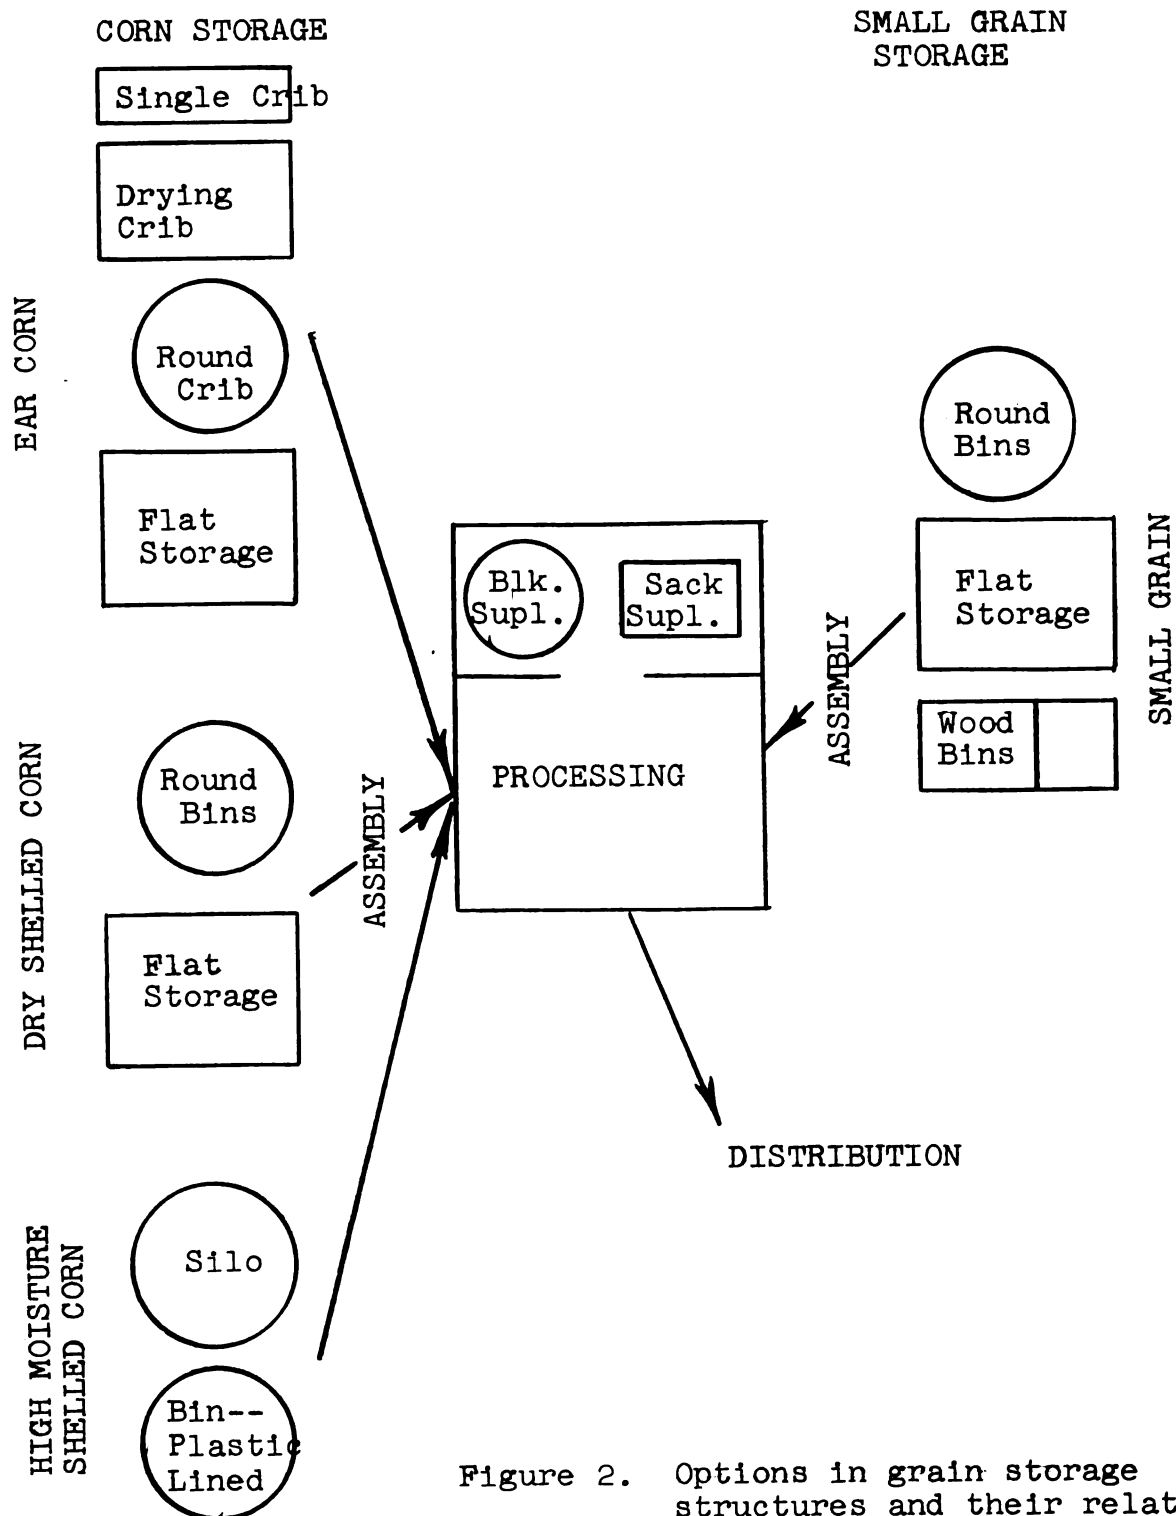 CORN STORAGE
SMALL GRAIN
STORAGE
Single Crib
Drying
Crib
EAR CORN
Round
Crib
Flat
Storage
DRY SHELLED CORN
Round
Bins
Flat
Storage
HIGH MOISTURE
SHELLED CORN
Silo
Bin--
Plastic
Lined
ASSEMBLY
Blk.
Supl.
Sack
Supl.
PROCESSING
DISTRIBUTION
ASSEMBLY
Round
Bins
Flat
Storage
Wood
Bins
SMALL GRAIN
Figure 2. Options in grain storage
structures and their relat